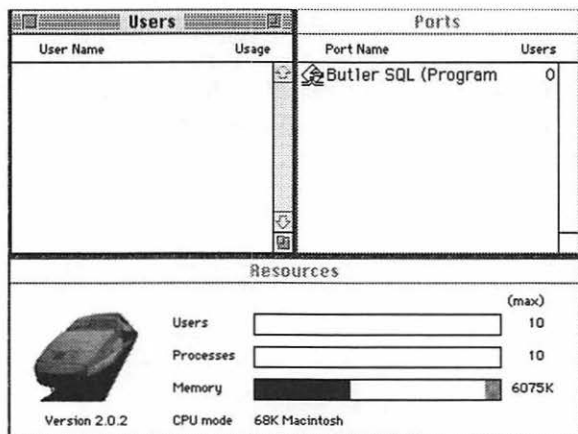 Users
User Name Usage
Ports
Port Name Users
Butler SQL (Program 0
Resources
(max)
Users 10
Processes 10
Memory 6075K
Version 2.0.2 CPU mode 68K Macintosh